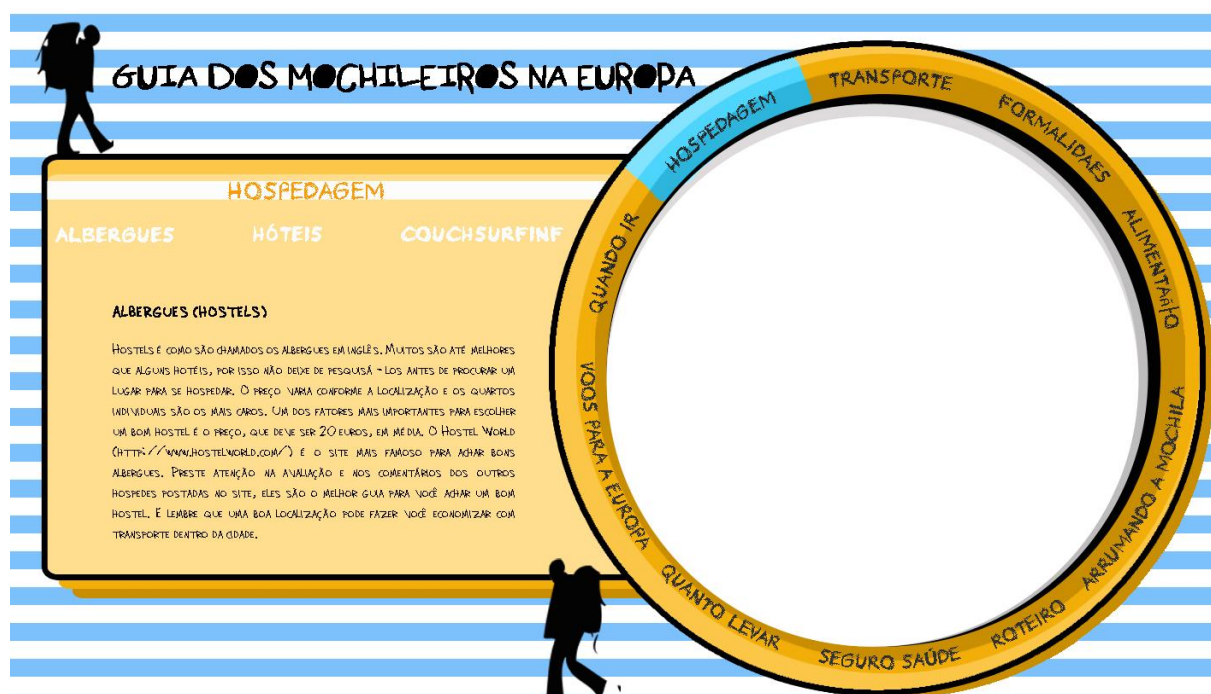 GUIA DOS MOCHILEIROS NA EUROPA
HOSPEDAGEM
ALBERGUES HÓTEIS COUCHSURFINF
ALBERGUES (HOSTELS)
HOSTELS É COMO SÃO CHAMADOS OS ALBERGUES EM INGLÊS. MUITOS SÃO ATÉ MELHORES
QUE ALGUNS HOTÉIS, POR ISSO NÃO DEIXE DE PESQUISÁ - LOS ANTES DE PROCURAR UM
LUGAR PARA SE HOSPEDAR. O PREÇO VARIA CONFORME A LOCALIZAÇÃO E OS QUARTOS
INDIVIDUAIS SÃO OS MAIS CAROS. UM DOS FATORES MAIS IMPORTANTES PARA ESCOLHER
UM BOM HOSTEL É O PREÇO, QUE DEVE SER 20 EUROS, EM MÉDIA. O HOSTEL WORLD
(HTTP://WWW.HOSTELWORLD.COM/) É O SITE MAIS FAMOSO PARA ACHAR BONS
ALBERGUES. PRESTE ATENÇÃO NA AVALIAÇÃO E NOS COMENTÁRIOS DOS OUTROS
HOSPEDES POSTADAS NO SITE, ELES SÃO O MELHOR GUIA PARA VOCÊ ACHAR UM BOM
HOSTEL. E LEMBRE QUE UMA BOA LOCALIZAÇÃO PODE FAZER VOCÊ ECONOMIZAR COM
TRANSPORTE DENTRO DA CIDADE.
HOSPEDAGEM
TRANSPORTE
FORMALIDAES
ARRUMANDO A MOCHILA
ROTEIRO
SEGURO SAÚDE
QUANTO LEVAR
VOOS PARA A EUROPA
QUANDO IR